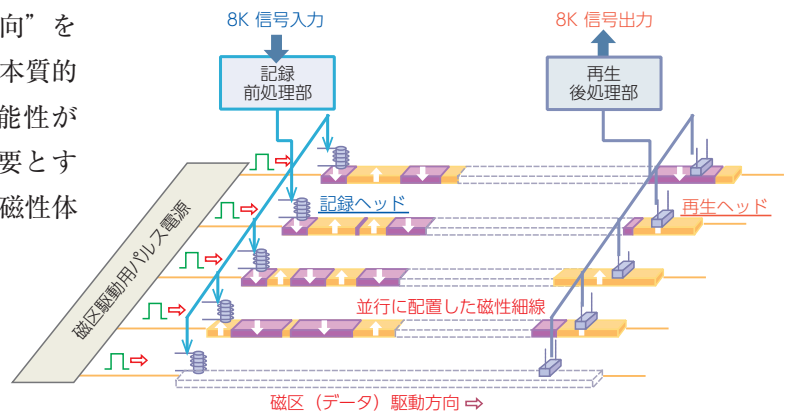 向”を
本質的
能性が
要とす
磁性体
8K 信号入力
8K 信号出力
記録
前処理部
再生
後処理部
記録ヘッド
再生ヘッド
磁区駆動用パルス電源
並行に配置した磁性細線
磁区（データ）駆動方向 ⇨